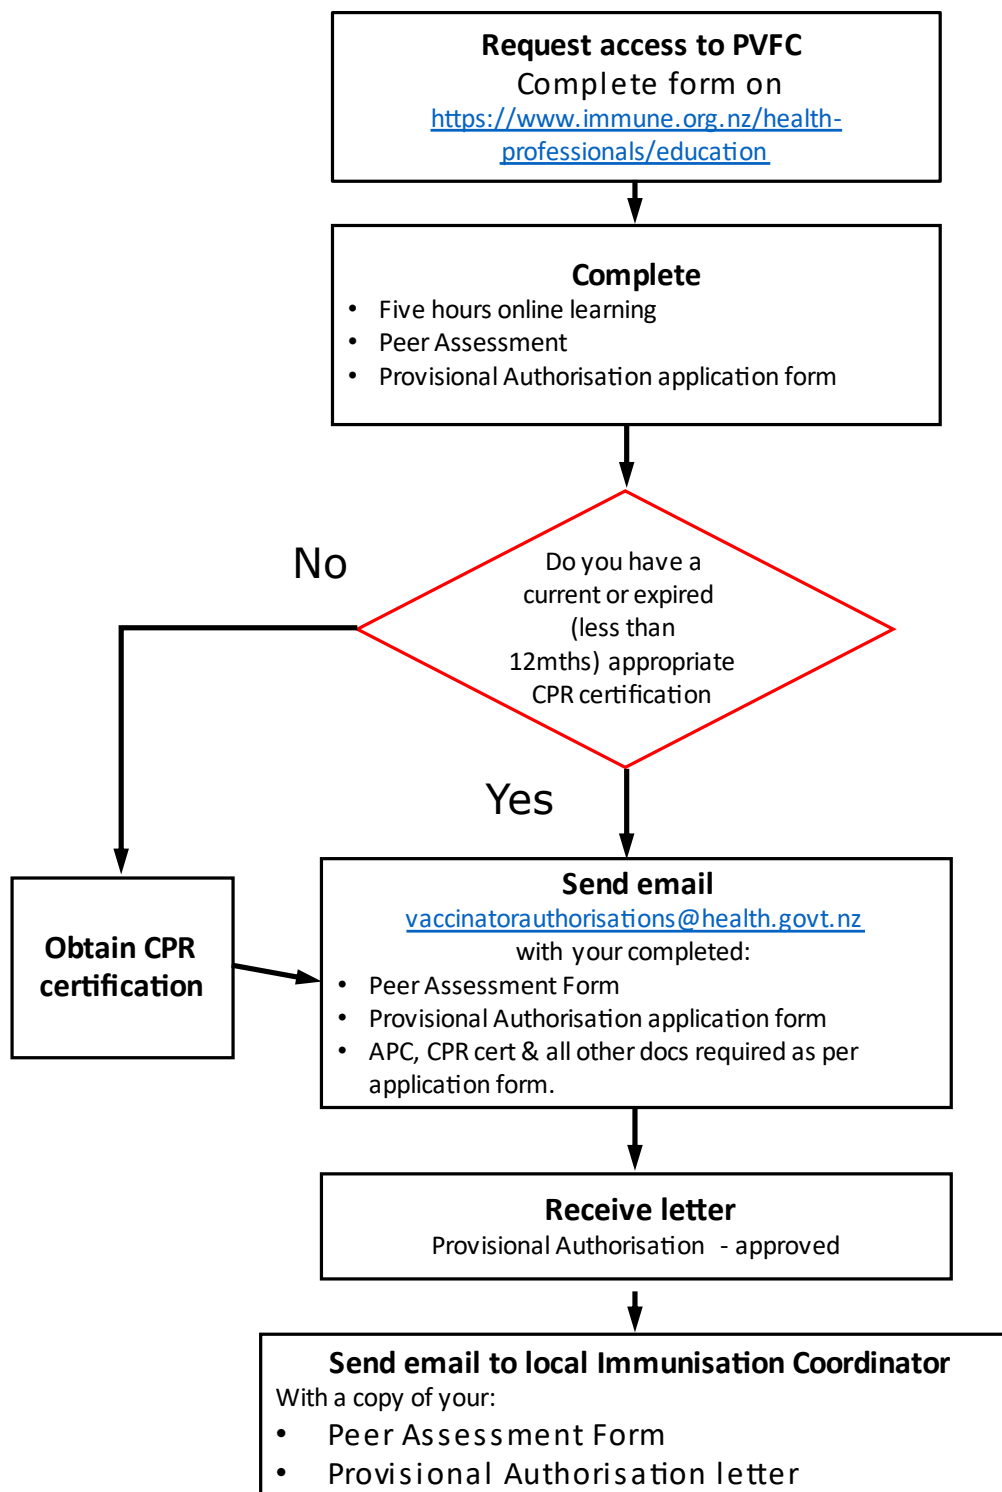 Request access to PVFC
Complete form on
https://www.immune.org.nz/health-
professionals/education
Complete
• Five hours online learning
• Peer Assessment
• Provisional Authorisation application form
No
Do you have a
current or expired
(less than
12mths) appropriate
CPR certification
Yes
Obtain CPR
certification
Send email
vaccinatorauthorisations@health.govt.nz
with your completed:
• Peer Assessment Form
• Provisional Authorisation application form
• APC, CPR cert & all other docs required as per
application form.
Receive letter
Provisional Authorisation - approved
Send email to local Immunisation Coordinator
With a copy of your:
• Peer Assessment Form
• Provisional Authorisation letter